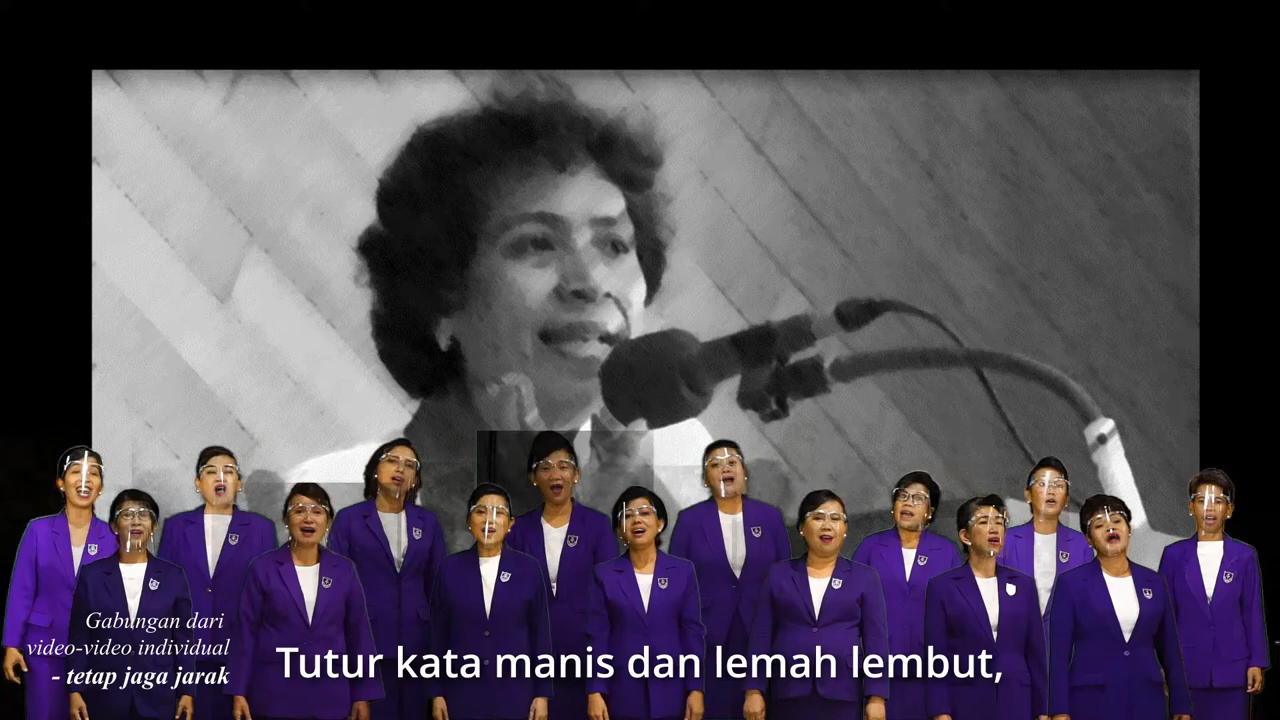 Gabungan dari
video-video individual
- tetap jaga jarak
Tutur kata manis dan lemah lembut,